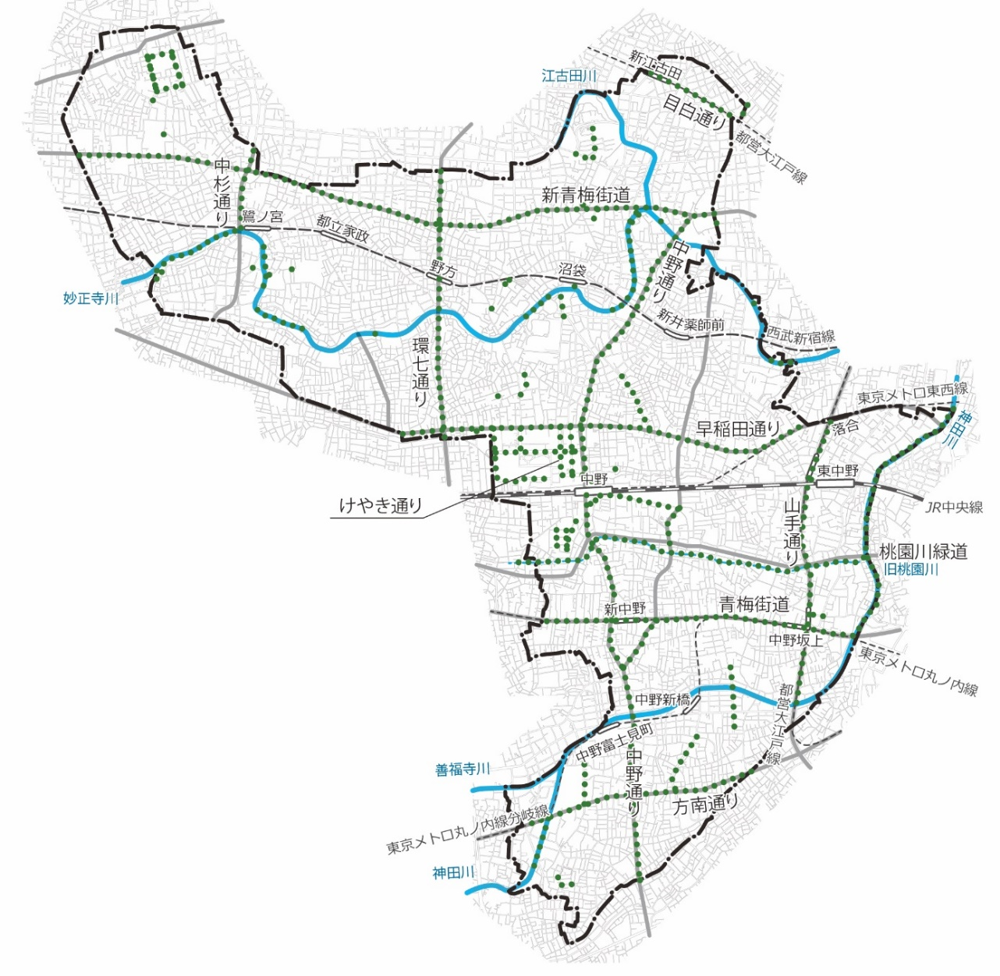 新江古田
江古田川
目白通り
都営大江戸線
中杉通り
新青梅街道
鷺ノ宮
都立家政
中野通り
野方
沼袋
妙正寺川
新井薬師前
西武新宿線
環七通り
東京メトロ東西線
神田川
早稲田通り
落合
東中野
中野
けやき通り
JR中央線
山手通り
桃園川緑道
旧桃園川
新中野
青梅街道
中野坂上
東京メトロ丸ノ内線
中野新橋
都営大江戸線
中野富士見町
中野通り
善福寺川
方南通り
東京メトロ丸ノ内線分岐線
神田川